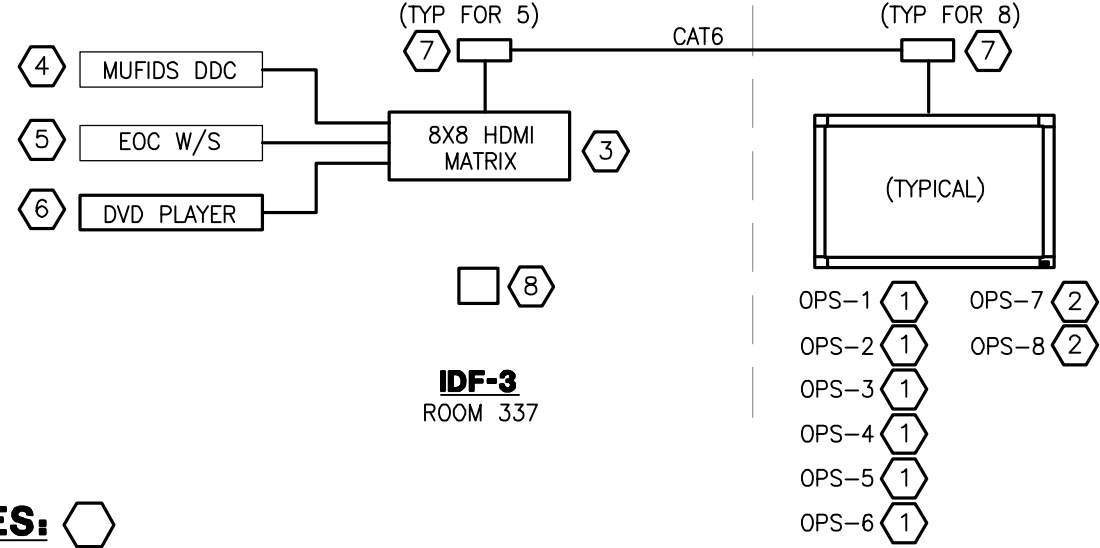 (TYP FOR 5)
(TYP FOR 8)
7
CAT6
7
4
MUFIDS DDC
5
EOC W/S
8X8 HDMI
MATRIX
3
6
DVD PLAYER
(TYPICAL)
8
OPS-1 1
OPS-7 2
OPS-2 1
OPS-8 2
OPS-3 1
IDF-3
ROOM 337
OPS-4 1
OPS-5 1
OPS-6 1
ES: